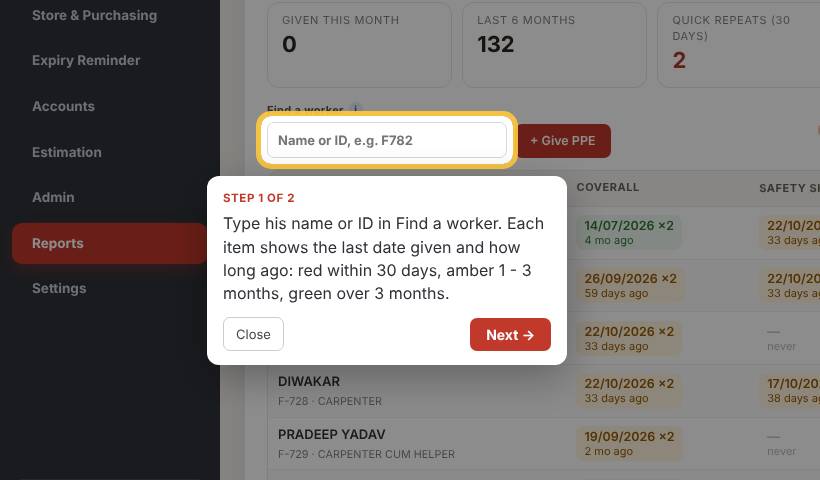 Store & Purchasing
Expiry Reminder
Accounts
Estimation
Admin
Reports
Settings
GIVEN THIS MONTH
0
LAST 6 MONTHS
132
QUICK REPEATS (30
DAYS)
2
Find a worker i
Name or ID, e.g. F782
+ Give PPE
STEP 1 OF 2
Type his name or ID in Find a worker. Each
item shows the last date given and how
long ago: red within 30 days, amber 1 - 3
months, green over 3 months.
Close
Next →
COVERALL
SAFETY
14/07/2026 ×2
4 mo ago
22/10/
33 days a
26/09/2026 ×2
59 days ago
22/10/
33 days a
22/10/2026 ×2
33 days ago
—
never
DIWAKAR
F-728 · CARPENTER
22/10/2026 ×2
33 days ago
17/10/
38 days a
PRADEEP YADAV
F-729 · CARPENTER CUM HELPER
19/09/2026 ×2
2 mo ago
—
never